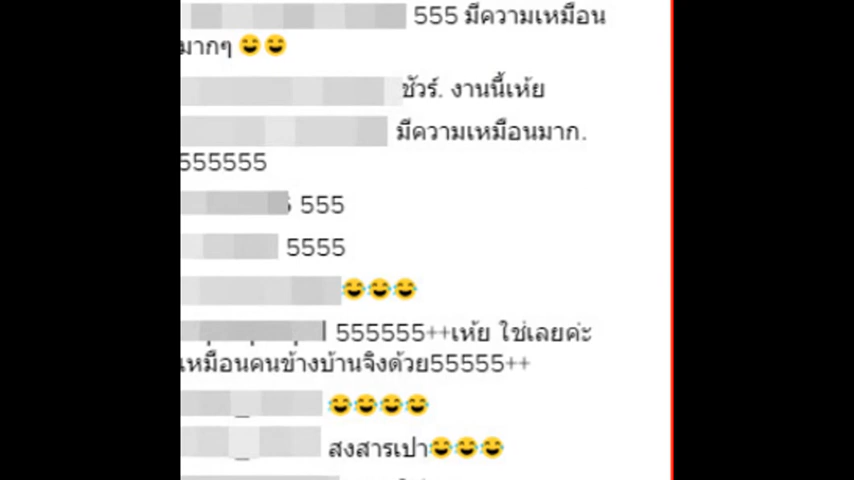 555 มีความเหมือน
มากๆ 😂😂
ชัวร์. งานนี้เห้ย
มีความเหมือนมาก.
555555
555
5555
😂😂😂
555555++เห้ย ใช่เลยค่ะ
เหมือนคนข้างบ้านจิงด้วย55555++
😂😂😂😂
สงสารเปา😂😂😂